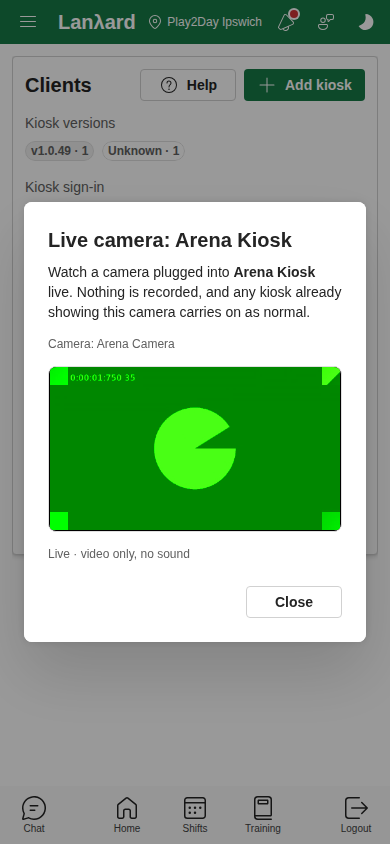 Lanλard
Play2Day Ipswich
Clients
Help
Add kiosk
Kiosk versions
v1.0.49 · 1
Unknown · 1
Kiosk sign-in
Live camera: Arena Kiosk
Watch a camera plugged into Arena Kiosk
live. Nothing is recorded, and any kiosk already
showing this camera carries on as normal.
Camera: Arena Camera
0:00:01:750 35
Live · video only, no sound
Close
Chat
Home
Shifts
Training
Logout